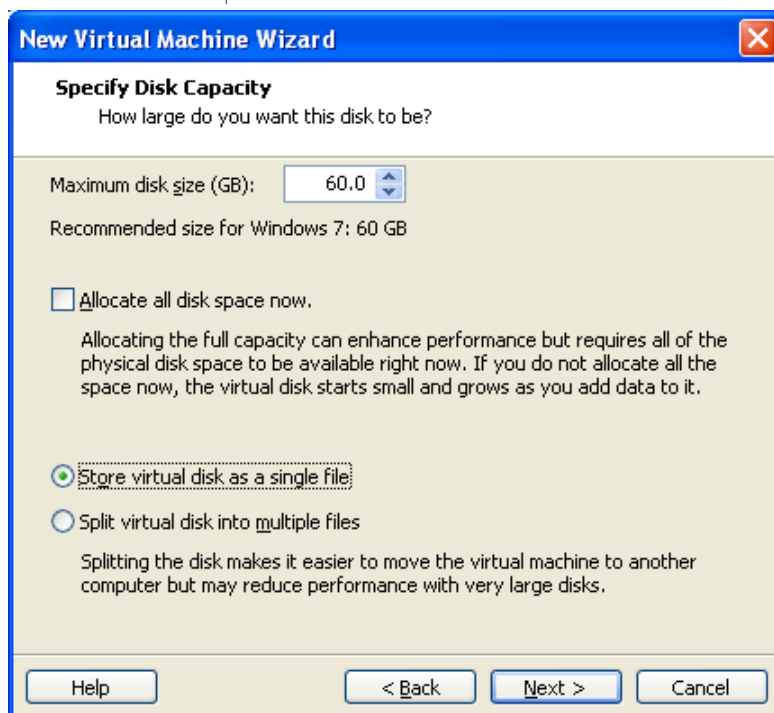 New Virtual Machine Wizard
Specify Disk Capacity
How large do you want this disk to be?
Maximum disk size (GB): 60.0
Recommended size for Windows 7: 60 GB
Allocate all disk space now.
Allocating the full capacity can enhance performance but requires all of the
physical disk space to be available right now. If you do not allocate all the
space now, the virtual disk starts small and grows as you add data to it.
Store virtual disk as a single file
Split virtual disk into multiple files
Splitting the disk makes it easier to move the virtual machine to another
computer but may reduce performance with very large disks.
Help < Back Next > Cancel